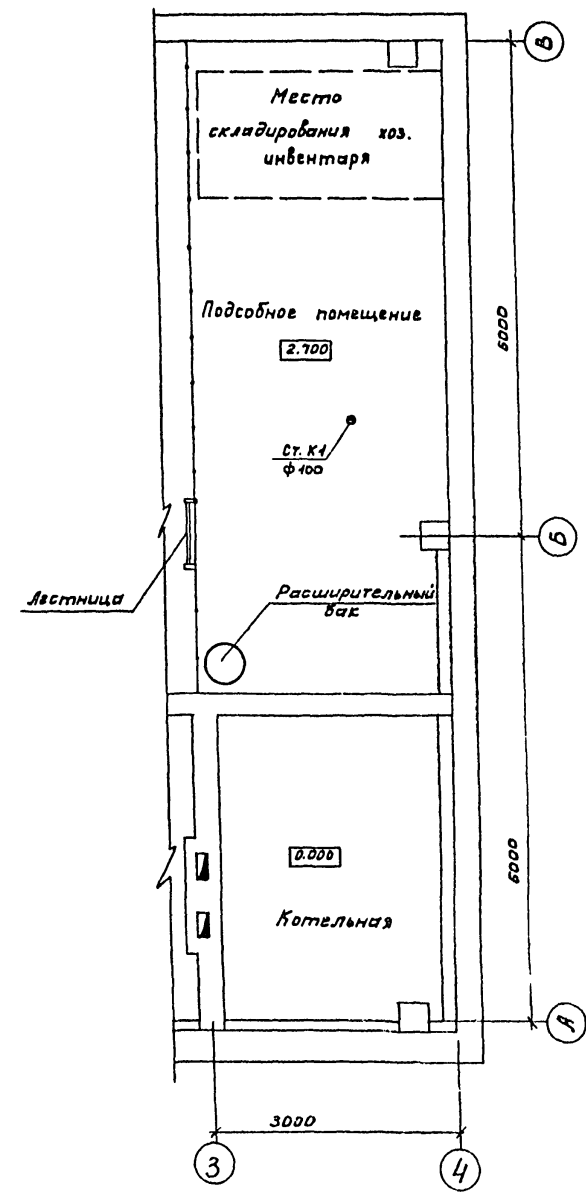 В
Место
складирования хоз.
инвентаря
Подсобное помещение
6000
2.700
Ст. К1
ф100
Б
Лестница
Расширительный
бак
0.000
6000
Котельная
А
3000
3
4